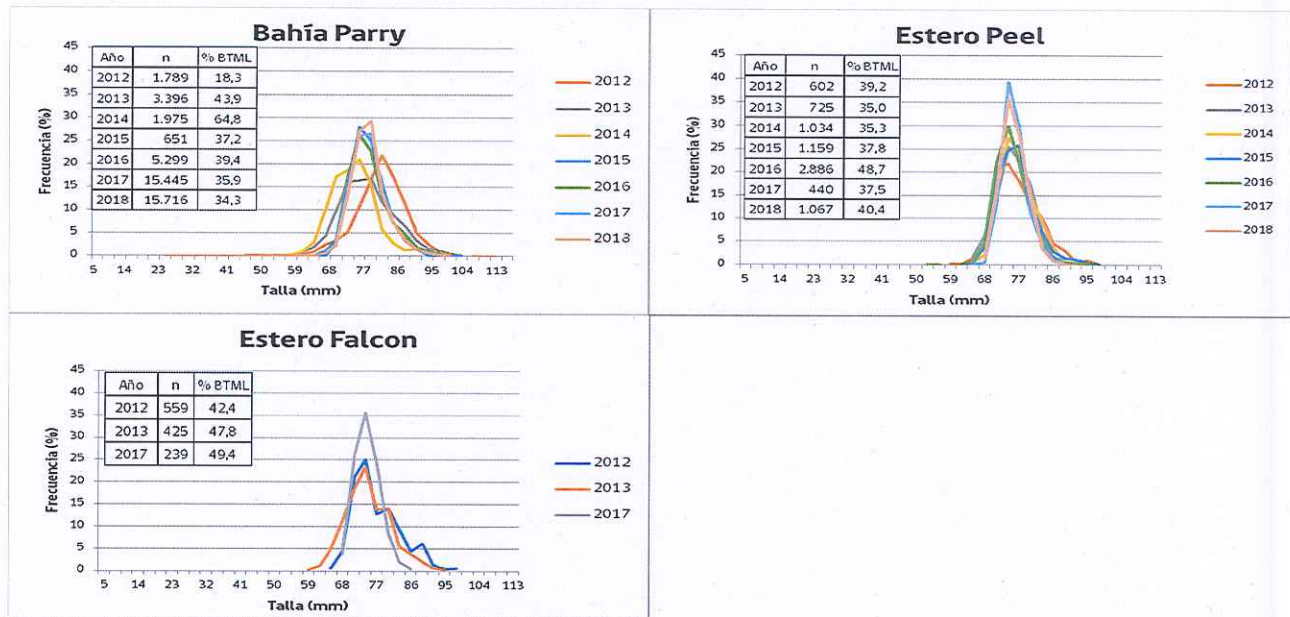 Bahía Parry
Año n % BTML
2012 1.789 18,3
2013 3.396 43,9
2014 1.975 64,8
2015 651 37,2
2016 5.299 39,4
2017 15.445 35,9
2018 15.716 34,3
Frecuencia (%)
45
40
35
30
25
20
15
10
5
0
5 14 23 32 41 50 59 68 77 86 95 104 113
Talla (mm)
2012
2013
2014
2015
2016
2017
2018
Estero Peel
Año n % BTML
2012 602 39,2
2013 725 35,0
2014 1.034 35,3
2015 1.159 37,8
2016 2.886 48,7
2017 440 37,5
2018 1.067 40,4
Frecuencia (%)
45
40
35
30
25
20
15
10
5
0
5 14 23 32 41 50 59 68 77 86 95 104 113
Talla (mm)
2012
2013
2014
2015
2016
2017
2018
Estero Falcon
Año n % BTML
2012 559 42,4
2013 425 47,8
2017 239 49,4
Frecuencia (%)
45
40
35
30
25
20
15
10
5
0
5 14 23 32 41 50 59 68 77 86 95 104 113
Talla (mm)
2012
2013
2017